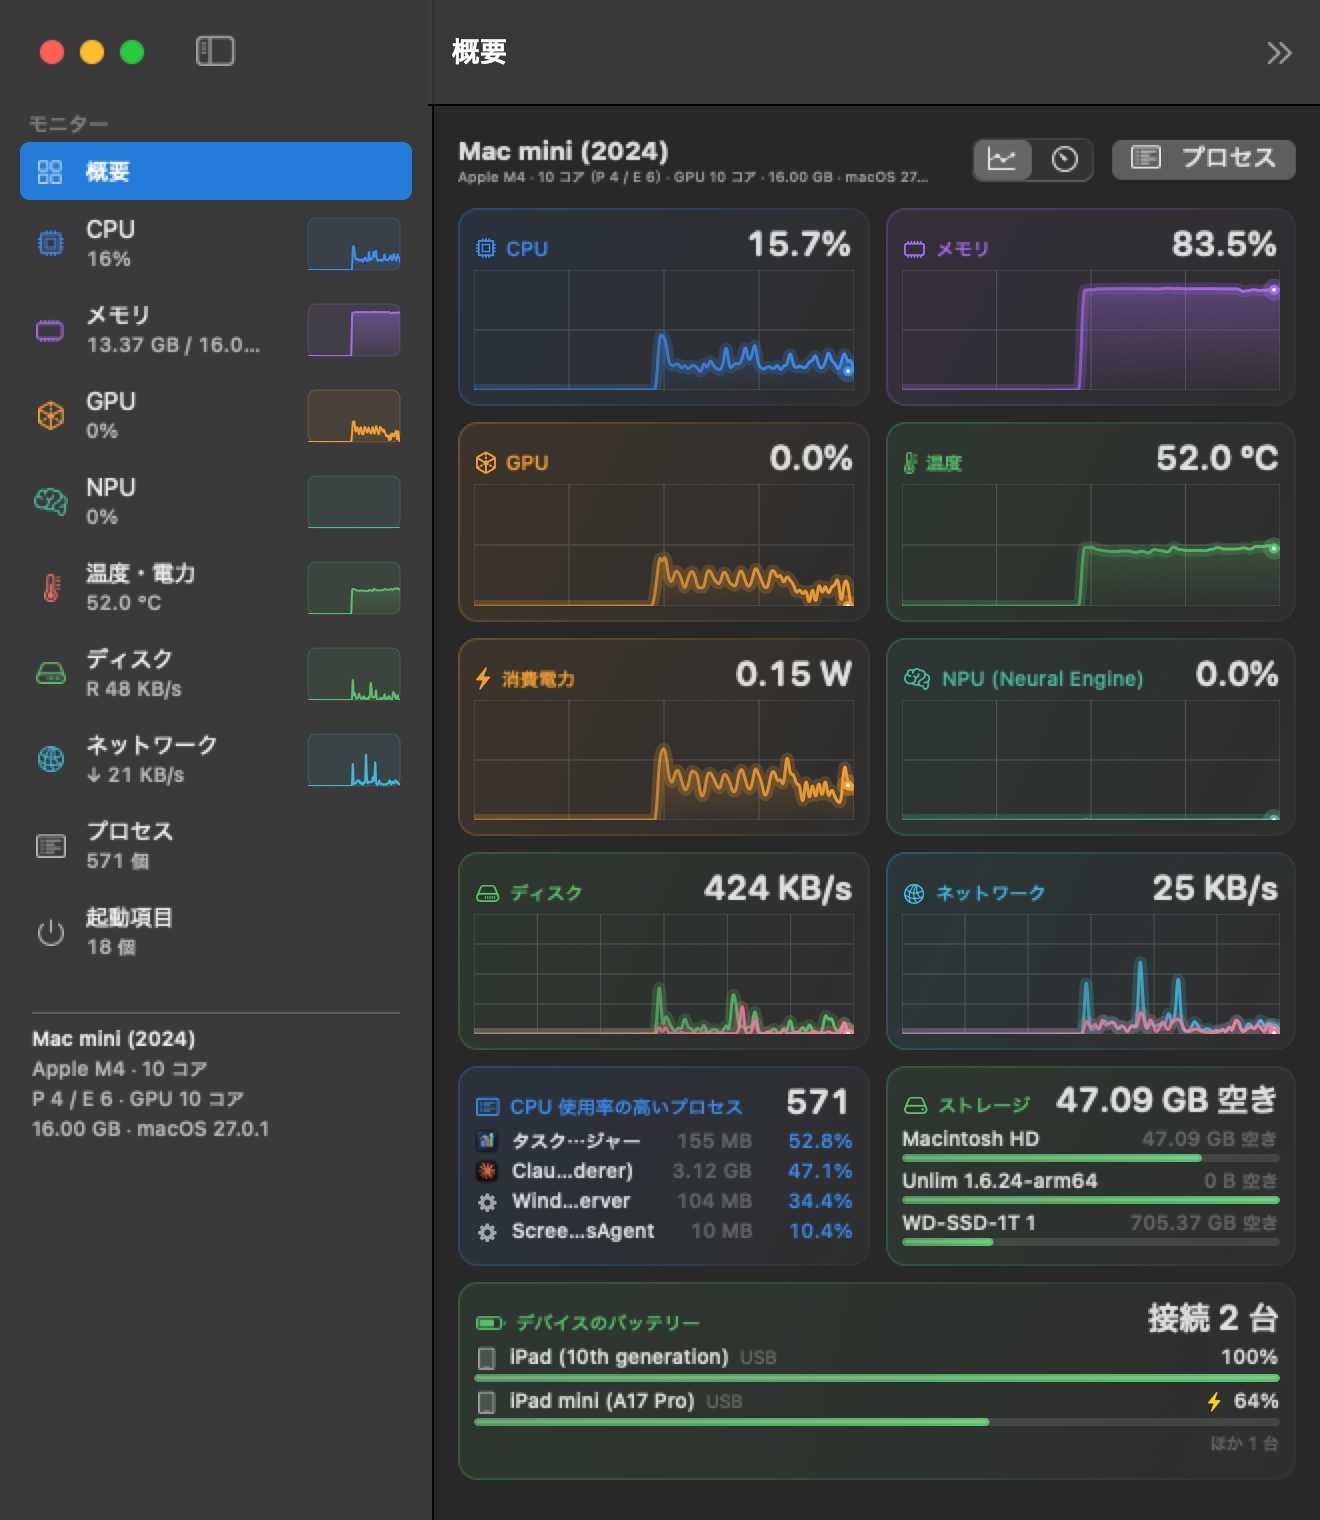 概要
モニター
概要
CPU
16%
メモリ
13.37 GB / 16.0...
GPU
0%
NPU
0%
温度・電力
52.0 °C
ディスク
R 48 KB/s
ネットワーク
↓ 21 KB/s
プロセス
571 個
起動項目
18 個
Mac mini (2024)
Apple M4 · 10 コア
P 4 / E 6 · GPU 10 コア
16.00 GB · macOS 27.0.1
Mac mini (2024)
Apple M4 · 10 コア (P 4 / E 6) · GPU 10 コア · 16.00 GB · macOS 27...
プロセス
CPU 15.7%
メモリ 83.5%
GPU 0.0%
温度 52.0 °C
消費電力 0.15 W
NPU (Neural Engine) 0.0%
ディスク 424 KB/s
ネットワーク 25 KB/s
CPU 使用率の高いプロセス 571
タスク…ジャー 155 MB 52.8%
Clau...derer) 3.12 GB 47.1%
Wind...erver 104 MB 34.4%
Scree...sAgent 10 MB 10.4%
ストレージ 47.09 GB 空き
Macintosh HD 47.09 GB 空き
Unlim 1.6.24-arm64 0 B 空き
WD-SSD-1T 1 705.37 GB 空き
デバイスのバッテリー 接続 2 台
iPad (10th generation) USB 100%
iPad mini (A17 Pro) USB 64%
ほか 1 台